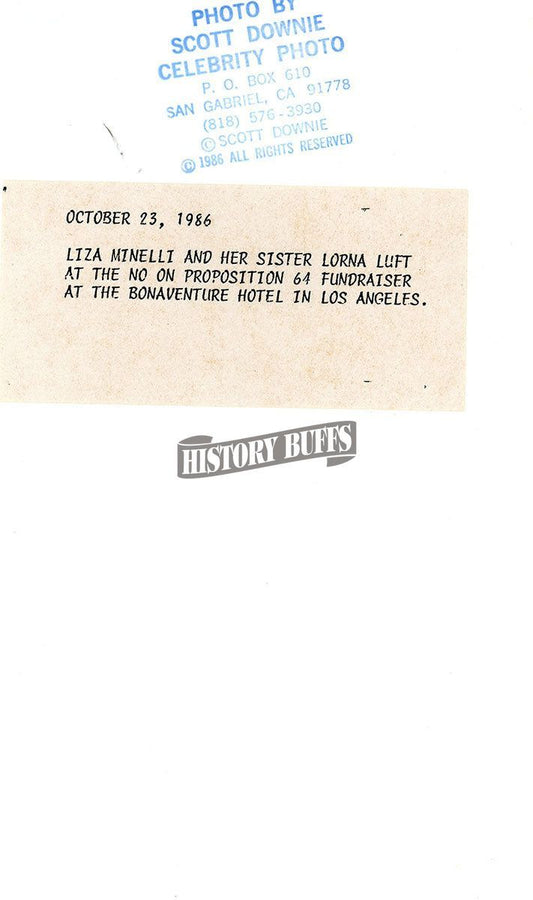 PHOTO BY
SCOTT DOWNIE
CELEBRITY PHOTO
P. O. BOX 610
SAN GABRIEL, CA 91778
(818) 576-3930
© SCOTT DOWNIE
© 1986 ALL RIGHTS RESERVED
OCTOBER 23, 1986
LIZA MINELLI AND HER SISTER LORNA LUFT
AT THE NO ON PROPOSITION 64 FUNDRAISER
AT THE BONAVENTURE HOTEL IN LOS ANGELES.
HISTORY BUFFS